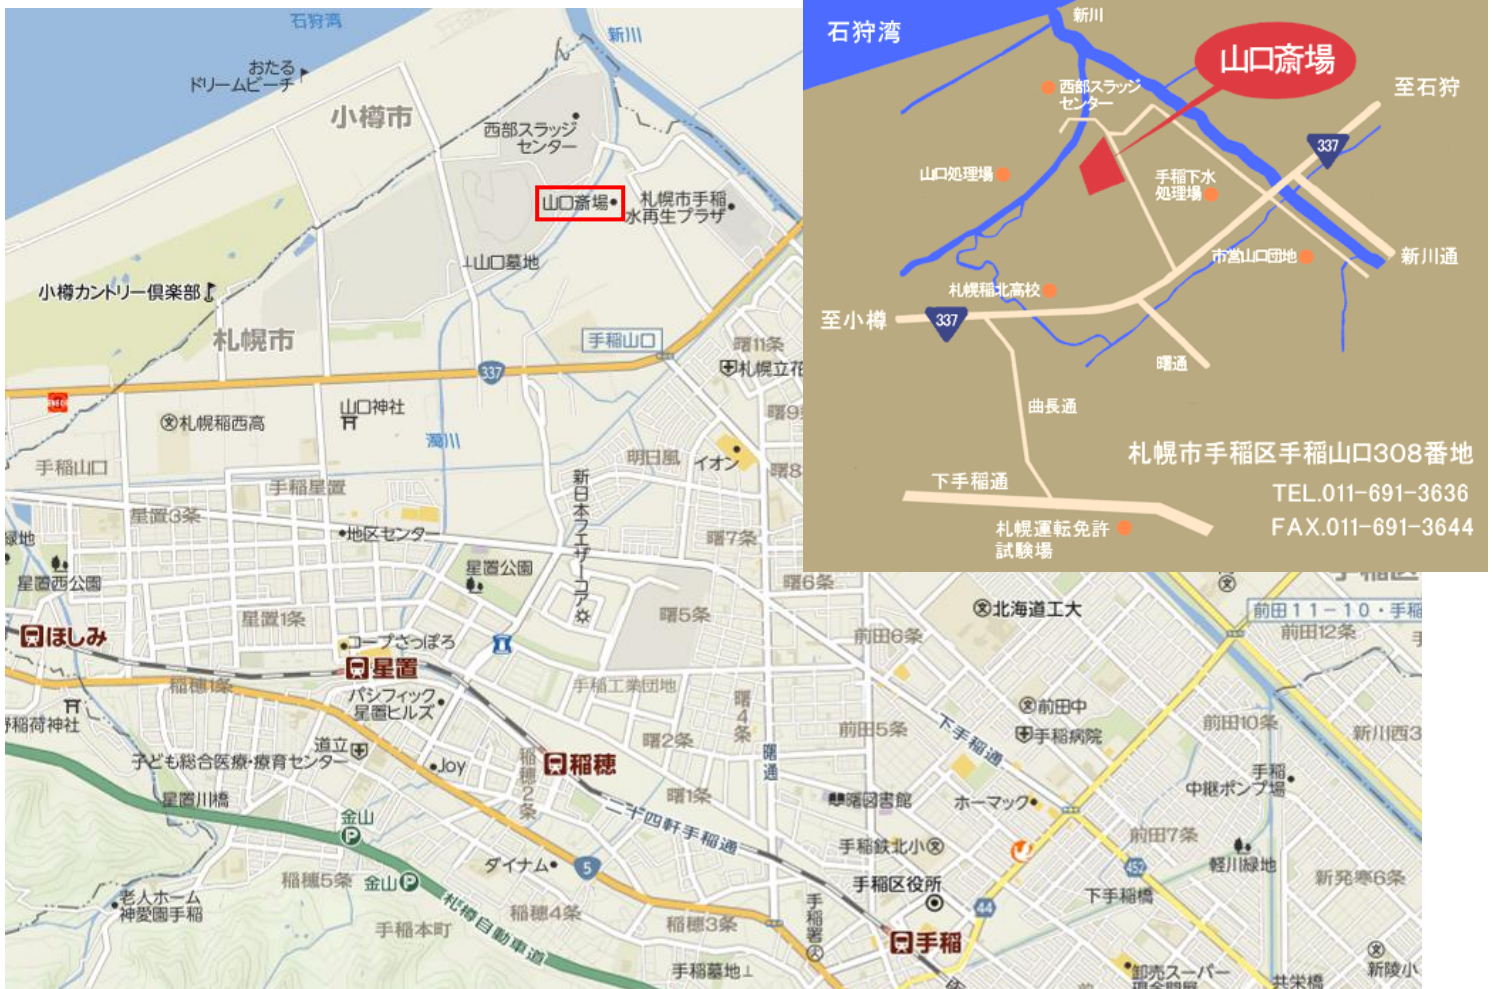 石狩湾
新川
おたる
ドリームビーチ
小樽市
西部スラッジ
センター
山口斎場
札幌市手稲
水再生プラザ
山口墓地
小樽カントリー倶楽部
札幌市
手稲山口
337
曙11条
札幌立花
山口神社
曙9条
札幌稲西高
濁川
明日風
イオン
手稲山口
手稲星置
新日本フエザーコア
曙8
星置3条
地区センター
曙7条
緑地
星置公園
星置西公園
曙6条
星置1条
曙5条
ほしみ
コープさっぽろ
星置
稲穂1条
手稲工業団地
パシフィック
星置ヒルズ
曙4条
稲荷神社
道立
子ども総合医療・療育センター
曙2条
曙通
稲穂2条
稲穂
Joy
星置川橋
曙1条
金山
二十四軒手稲通
ダイナム
5
稲穂5条
金山
老人ホーム
神愛園手稲
稲穂4条
稲穂3条
手稲本町
札樽自動車道
手稲墓地
手稲署
北海道工大
前田11-10・手稲
前田12条
前田6条
前田中
前田10条
手稲病院
新川西3
前田5条
下手稲通
手稲
中継ポンプ場
曙図書館
ホーマック
前田7条
手稲鉄北小
軽川緑地
452
手稲区役所
下手稲橋
新発寒6条
44
手稲
卸売スーパー
共栄橋
新陵小
石狩湾
新川
山口斎場
西部スラッジ
センター
至石狩
337
山口処理場
手稲下水
処理場
市営山口団地
新川通
札幌稲北高校
至小樽
337
曙通
曲長通
札幌市手稲区手稲山口308番地
下手稲通
TEL.011-691-3636
札幌運転免許
試験場
FAX.011-691-3644